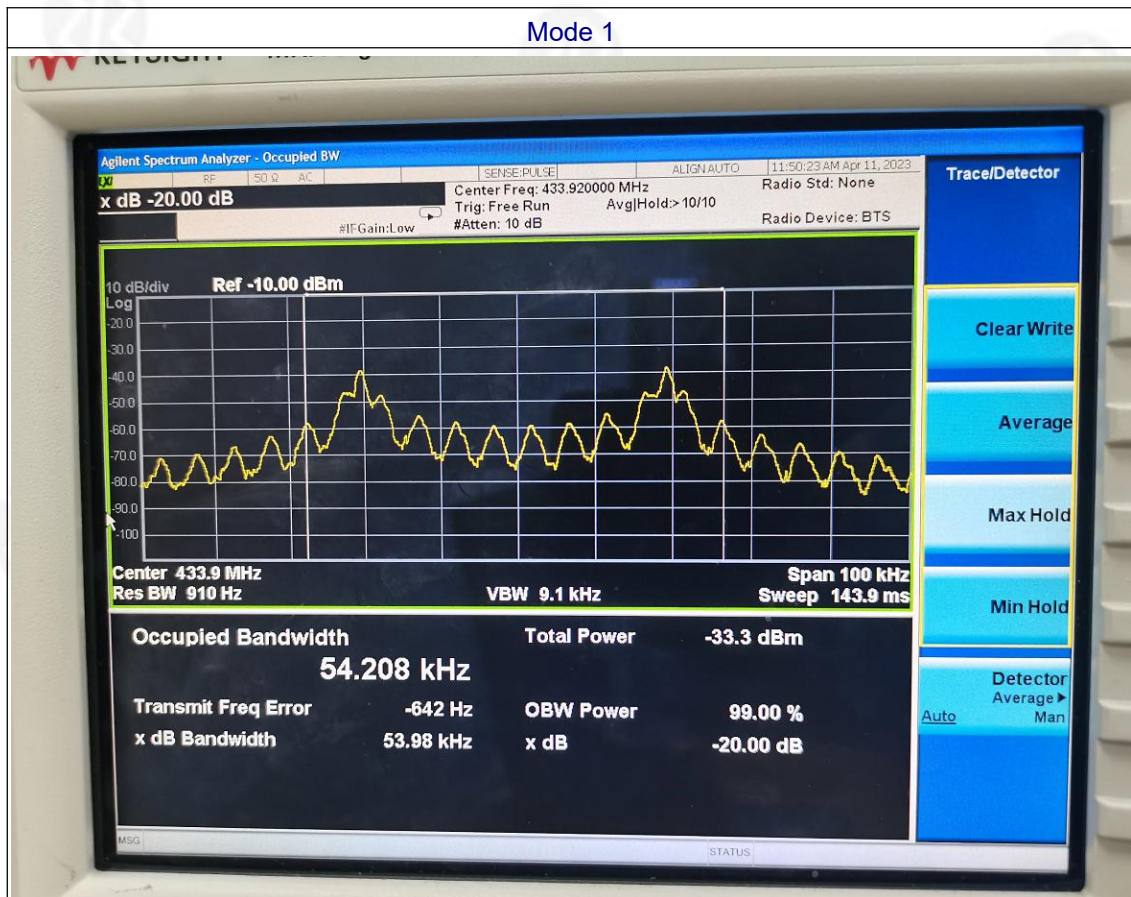 Mode 1
KEYSIGHT
Agilent Spectrum Analyzer - Occupied BW
LXI RF 50 Ω AC SENSE:PULSE ALIGN AUTO 11:50:23 AM Apr 11, 2023
x dB -20.00 dB
Center Freq: 433.920000 MHz
Radio Std: None
Trig: Free Run Avg|Hold:> 10/10
#IFGain:Low #Atten: 10 dB Radio Device: BTS
10 dB/div Ref -10.00 dBm
Log
-20.0
-30.0
-40.0
-50.0
-60.0
-70.0
-80.0
-90.0
-100
Center 433.9 MHz Span 100 kHz
Res BW 910 Hz VBW 9.1 kHz Sweep 143.9 ms
Occupied Bandwidth Total Power -33.3 dBm
54.208 kHz
Transmit Freq Error -642 Hz OBW Power 99.00 %
x dB Bandwidth 53.98 kHz x dB -20.00 dB
MSG STATUS
Trace/Detector
Clear Write
Average
Max Hold
Min Hold
Detector
Average
Auto Man